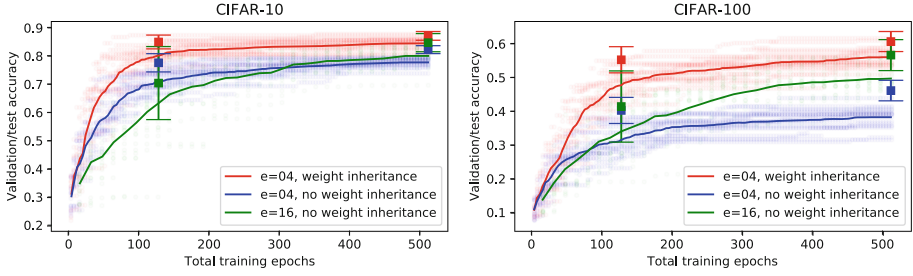 CIFAR-10
Validation/test accuracy
0.9
0.8
0.7
0.6
0.5
0.4
0.3
0.2
e=04, weight inheritance
e=04, no weight inheritance
e=16, no weight inheritance
0 100 200 300 400 500
Total training epochs
CIFAR-100
Validation/test accuracy
0.6
0.5
0.4
0.3
0.2
0.1
e=04, weight inheritance
e=04, no weight inheritance
e=16, no weight inheritance
0 100 200 300 400 500
Total training epochs